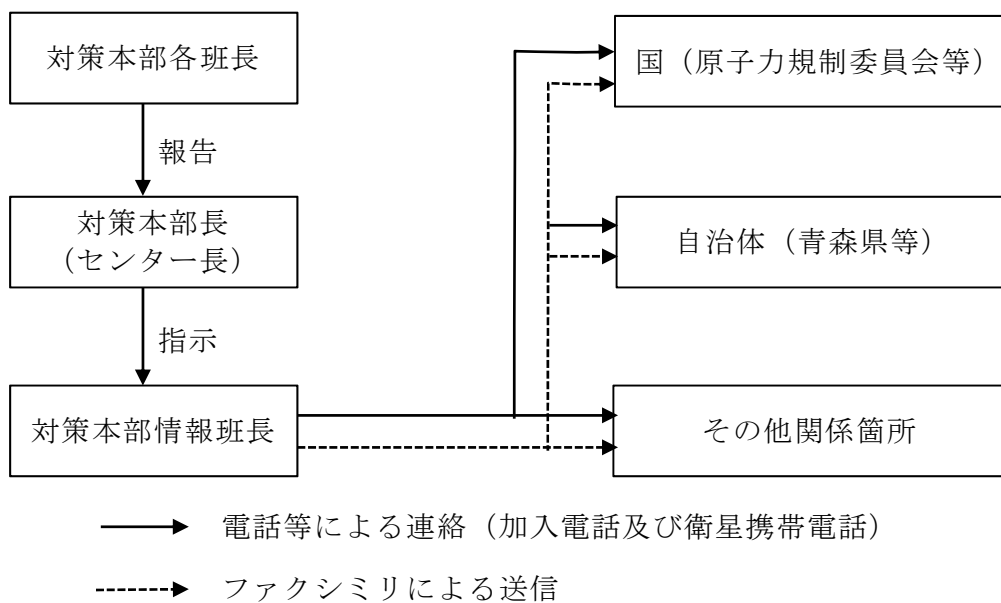 対策本部各班長
国（原子力規制委員会等）
報告
対策本部長
（センター長）
自治体（青森県等）
指示
対策本部情報班長
その他関係箇所
電話等による連絡（加入電話及び衛星携帯電話）
ファクシミリによる送信